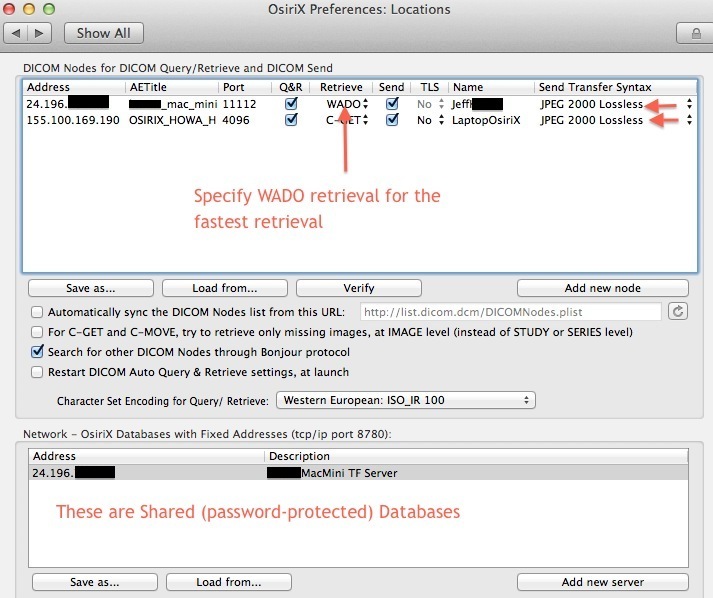 OsiriX Preferences: Locations
Show All
DICOM Nodes for DICOM Query/Retrieve and DICOM Send
Address AETitle Port Q&R Retrieve Send TLS Name Send Transfer Syntax
24.196. _mac_mini 11112 WADO No Jeff JPEG 2000 Lossless
155.100.169.190 OSIRIX_HOWA_H 4096 C-GET No LaptopOsiriX JPEG 2000 Lossless
Specify WADO retrieval for the
fastest retrieval
Save as... Load from... Verify Add new node
Automatically sync the DICOM Nodes list from this URL: http://list.dicom.dcm/DICOMNodes.plist
For C-GET and C-MOVE, try to retrieve only missing images, at IMAGE level (instead of STUDY or SERIES level)
Search for other DICOM Nodes through Bonjour protocol
Restart DICOM Auto Query & Retrieve settings, at launch
Character Set Encoding for Query/ Retrieve: Western European: ISO_IR 100
Network - OsiriX Databases with Fixed Addresses (tcp/ip port 8780):
Address Description
24.196. MacMini TF Server
These are Shared (password-protected) Databases
Save as... Load from... Add new server